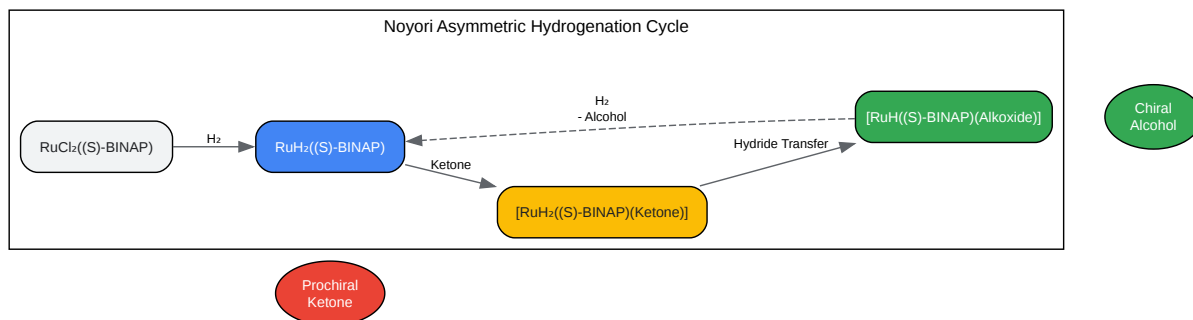 Noyori Asymmetric Hydrogenation Cycle
RuCl₂((S)-BINAP)
H₂
RuH₂((S)-BINAP)
Ketone
[RuH₂((S)-BINAP)(Ketone)]
H₂
- Alcohol
Hydride Transfer
[RuH((S)-BINAP)(Alkoxide)]
Chiral
Alcohol
Prochiral
Ketone